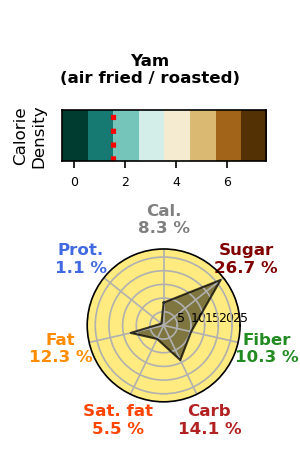 Yam
(air fried / roasted)
Calorie
Density
0 2 4 6
Cal.
8.3 %
Prot.
1.1 %
Sugar
26.7 %
5 10 15 20 25
Fat
12.3 %
Fiber
10.3 %
Sat. fat
5.5 %
Carb
14.1 %